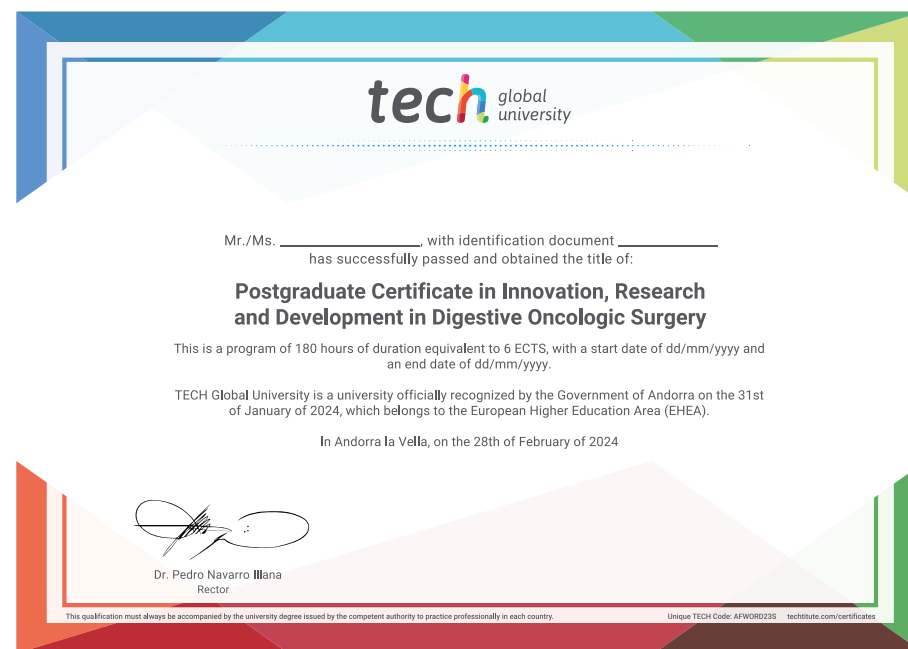 tech global
university
Mr./Ms. ____________, with identification document ____________
has successfully passed and obtained the title of:
Postgraduate Certificate in Innovation, Research
and Development in Digestive Oncologic Surgery
This is a program of 180 hours of duration equivalent to 6 ECTS, with a start date of dd/mm/yyyy and
an end date of dd/mm/yyyy.
TECH Global University is a university officially recognized by the Government of Andorra on the 31st
of January of 2024, which belongs to the European Higher Education Area (EHEA).
In Andorra la Vella, on the 28th of February of 2024
Dr. Pedro Navarro Illana
Rector
This qualification must always be accompanied by the university degree issued by the competent authority to practice professionally in each country.
Unique TECH Code: AFWORD23S techtitute.com/certificates